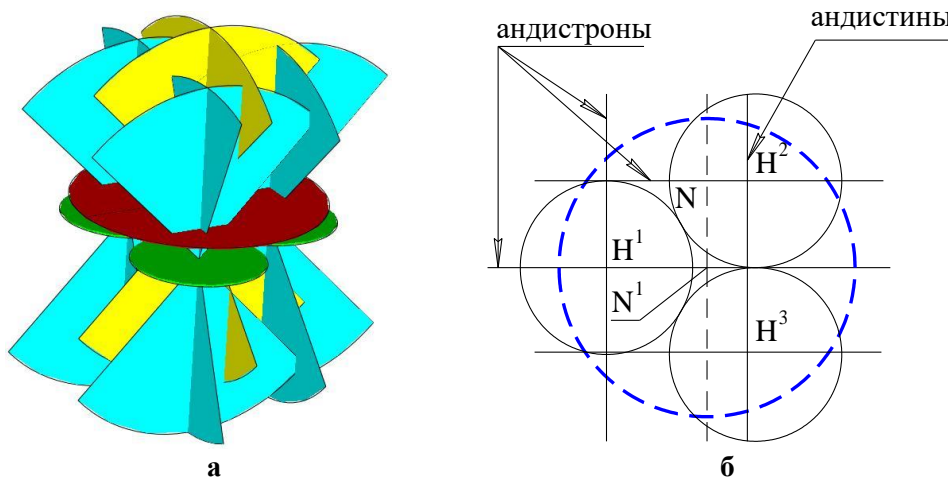 андистроны
андистины
H²
N
H¹
N¹
H³
а
б